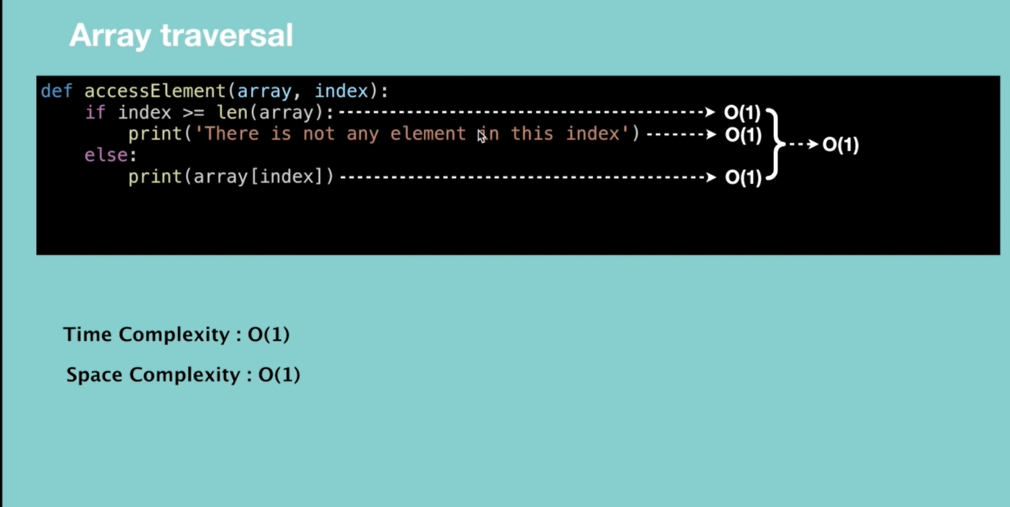 Array traversal
def accessElement(array, index):
    if index >= len(array): O(1)
        print('There is not any element in this index') O(1)
    else:
        print(array[index]) O(1)
O(1)
Time Complexity : O(1)
Space Complexity : O(1)